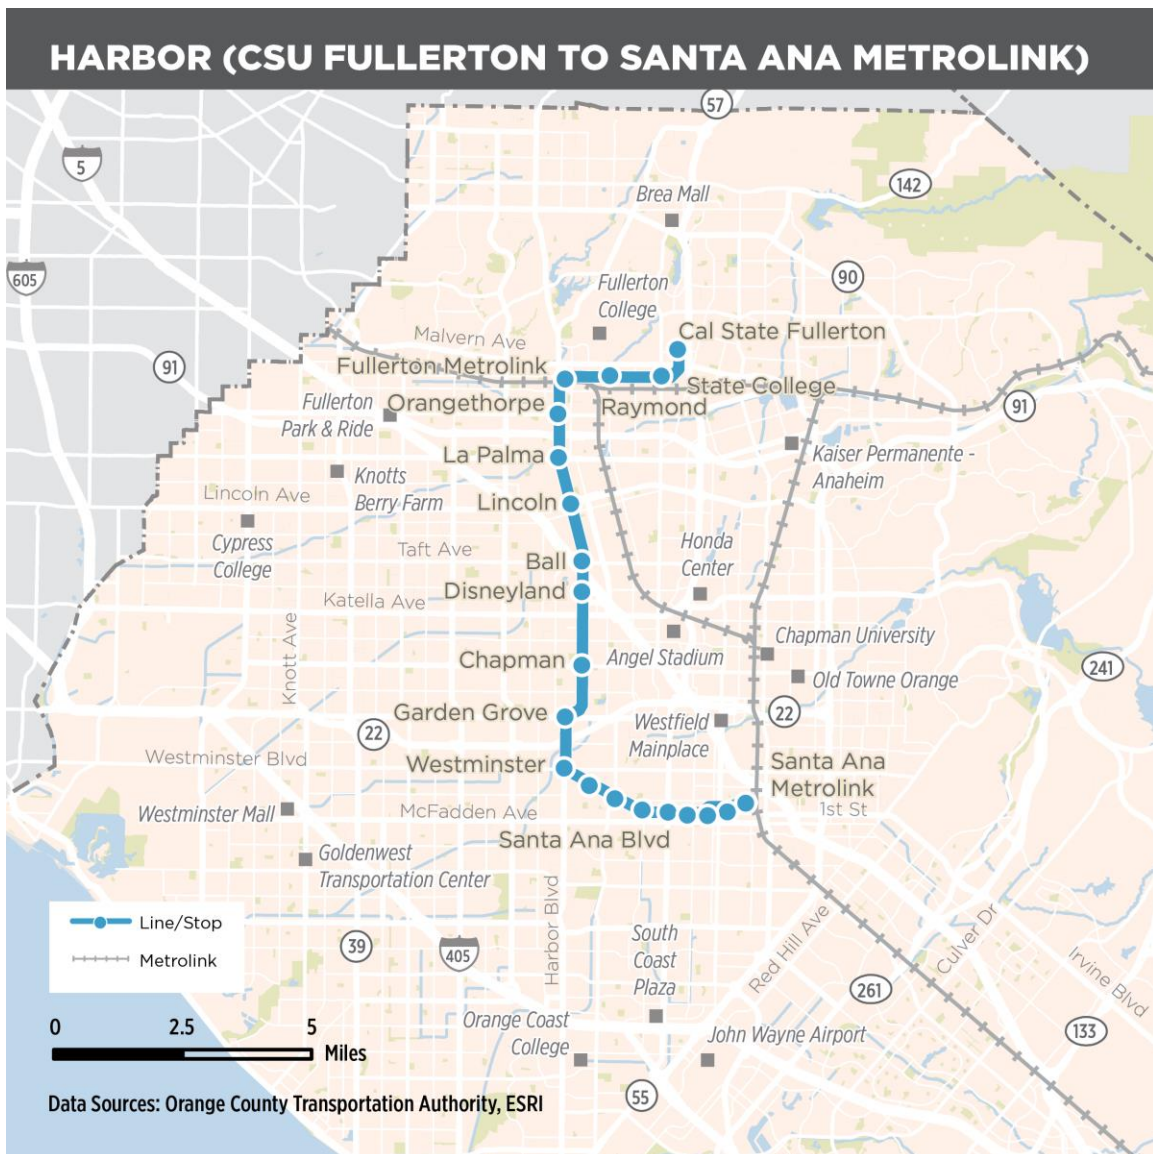 HARBOR (CSU FULLERTON TO SANTA ANA METROLINK)
57
5
142
Brea Mall
605
90
Fullerton
College
Malvern Ave
Cal State Fullerton
91
Fullerton Metrolink
State College
Fullerton
Park & Ride
Orangethorpe
Raymond
91
La Palma
Kaiser Permanente -
Anaheim
Knotts
Berry Farm
Lincoln Ave
Lincoln
Cypress
College
Taft Ave
Ball
Honda
Center
Disneyland
Katella Ave
Knott Ave
Chapman
Angel Stadium
Chapman University
Old Towne Orange
241
Garden Grove
22
22
Westfield
Mainplace
Westminster Blvd
Westminster
Santa Ana
Metrolink
Westminster Mall
McFadden Ave
1st St
Santa Ana Blvd
Goldenwest
Transportation Center
Harbor Blvd
Line/Stop
Metrolink
39
405
South
Coast
Plaza
Red Hill Ave
Culver Dr
Irvine Blvd
261
133
0 2.5 5
Miles
Orange Coast
College
John Wayne Airport
55
Data Sources: Orange County Transportation Authority, ESRI